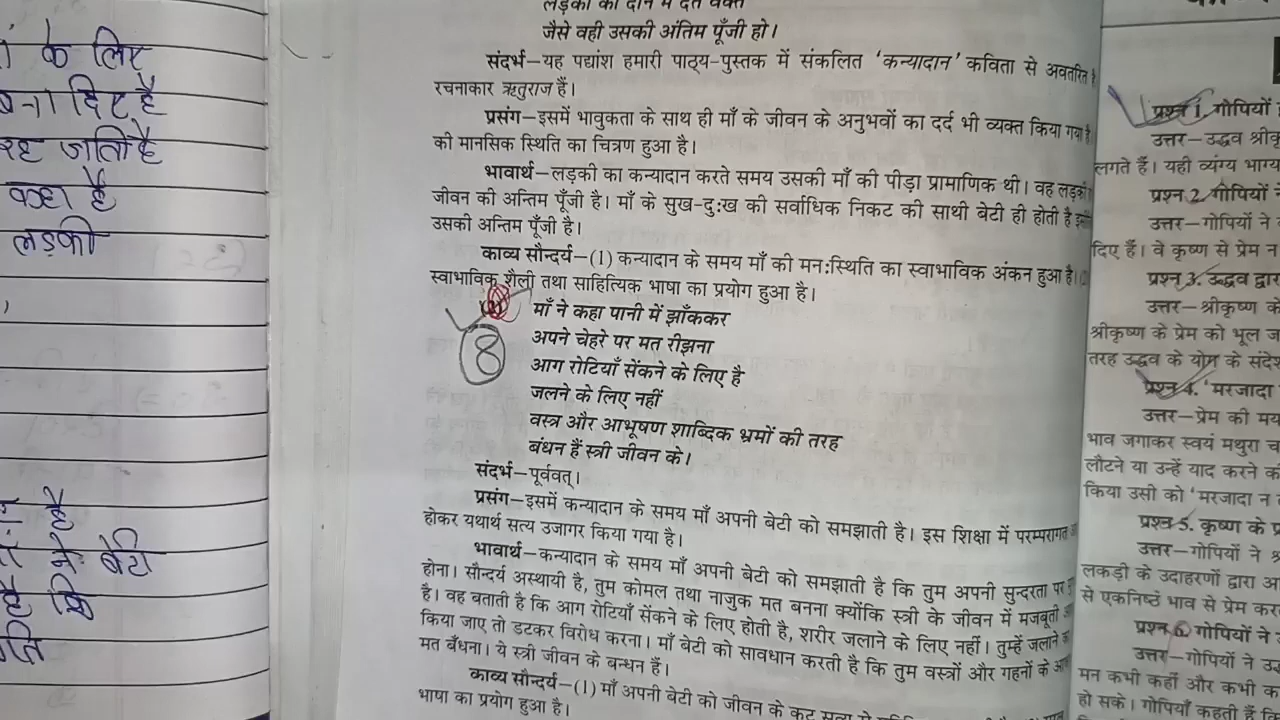 के लिए
दिए है
रह जाती है
कहा है
लड़की
है
ने बेटी
है कि
लड़की को दान में देते वक्त
जैसे वही उसकी अंतिम पूँजी हो।
संदर्भ—यह पद्यांश हमारी पाठ्य-पुस्तक में संकलित 'कन्यादान' कविता से अवतरित
रचनाकार ऋतुराज हैं।
प्रसंग—इसमें भावुकता के साथ ही माँ के जीवन के अनुभवों का दर्द भी व्यक्त किया गया है
की मानसिक स्थिति का चित्रण हुआ है।
भावार्थ—लड़की का कन्यादान करते समय उसकी माँ की पीड़ा प्रामाणिक थी। वह लड़की
जीवन की अन्तिम पूँजी है। माँ के सुख-दुःख की सर्वाधिक निकट की साथी बेटी ही होती है
उसकी अन्तिम पूँजी है।
काव्य सौन्दर्य—(1) कन्यादान के समय माँ की मनःस्थिति का स्वाभाविक अंकन हुआ है।
स्वाभाविक शैली तथा साहित्यिक भाषा का प्रयोग हुआ है।
माँ ने कहा पानी में झाँककर
8 अपने चेहरे पर मत रीझना
आग रोटियाँ सेंकने के लिए है
जलने के लिए नहीं
वस्त्र और आभूषण शाब्दिक भ्रमों की तरह
बंधन हैं स्त्री जीवन के।
संदर्भ—पूर्ववत्।
प्रसंग—इसमें कन्यादान के समय माँ अपनी बेटी को समझाती है। इस शिक्षा में परम्परागत
होकर यथार्थ सत्य उजागर किया गया है।
भावार्थ—कन्यादान के समय माँ अपनी बेटी को समझाती है कि तुम अपनी सुन्दरता पर
होना। सौन्दर्य अस्थायी है, तुम कोमल तथा नाजुक मत बनना क्योंकि स्त्री के जीवन में मजबूती
है। वह बताती है कि आग रोटियाँ सेंकने के लिए होती है, शरीर जलाने के लिए नहीं। तुम्हें जलाने
किया जाए तो डटकर विरोध करना। माँ बेटी को सावधान करती है कि तुम वस्त्रों और गहनों के
मत बँधना। ये स्त्री जीवन के बन्धन हैं।
काव्य सौन्दर्य—(1) माँ अपनी बेटी को जीवन के कटु सत्य से
भाषा का प्रयोग हुआ है।
प्रश्न 1. गोपियों
उत्तर—उद्धव
लगते हैं। यही व्यंग्य
प्रश्न 2. गोपियों
उत्तर—गोपियों ने
दिए हैं। वे कृष्ण से प्रेम
प्रश्न 3. उद्धव द्वारा
उत्तर—श्रीकृष्ण
श्रीकृष्ण के प्रेम को भूल
तरह उद्धव के योग के
प्रश्न 4. 'मरजादा
उत्तर—प्रेम की
भाव जगाकर स्वयं मथुरा
लौटने या उन्हें याद करने
किया उसी को 'मरजादा न
प्रश्न 5. कृष्ण के
उत्तर—गोपियों ने
लकड़ी के उदाहरणों द्वारा
से एकनिष्ठ भाव से प्रेम
प्रश्न 6. गोपियों ने
उत्तर—गोपियों ने
मन कभी कहीं और कभी
हो सके। गोपियाँ कहती हैं